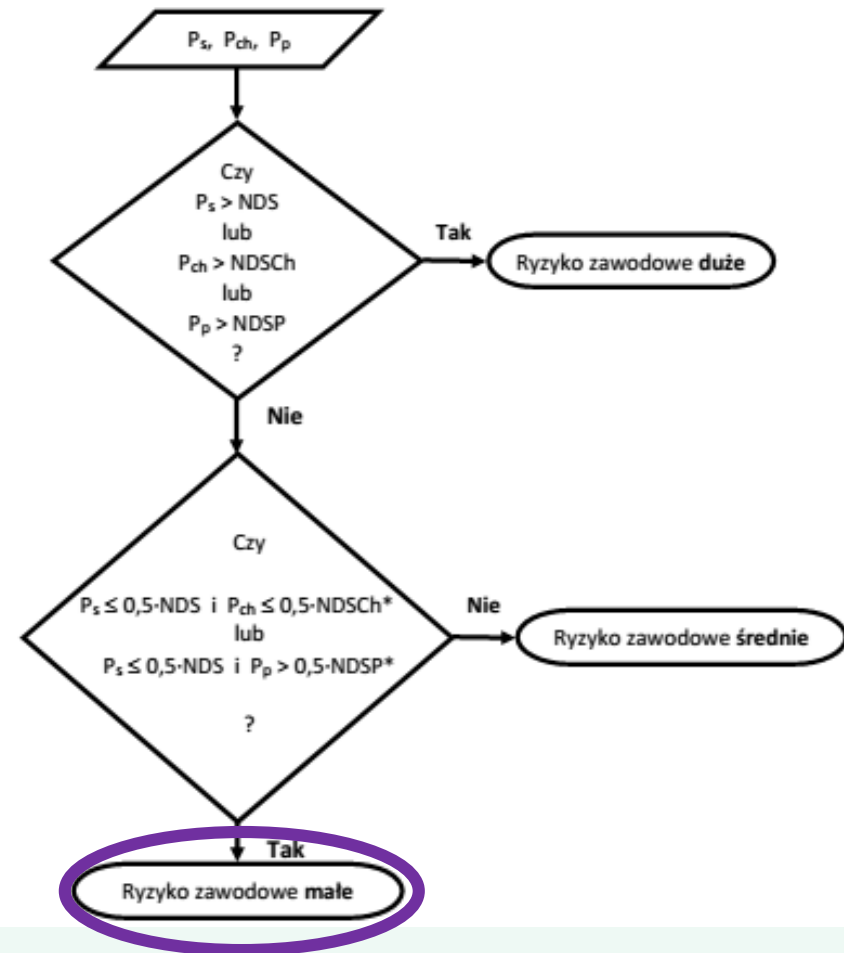 Ps, Pch, Pp
Czy
Ps > NDS
lub
Pch > NDSCh
lub
Pp > NDSP
?
Tak
Ryzyko zawodowe duże
Nie
Czy
Ps ≤ 0,5·NDS i Pch ≤ 0,5·NDSCh*
lub
Ps ≤ 0,5·NDS i Pp > 0,5·NDSP*
?
Nie
Ryzyko zawodowe średnie
Tak
Ryzyko zawodowe małe